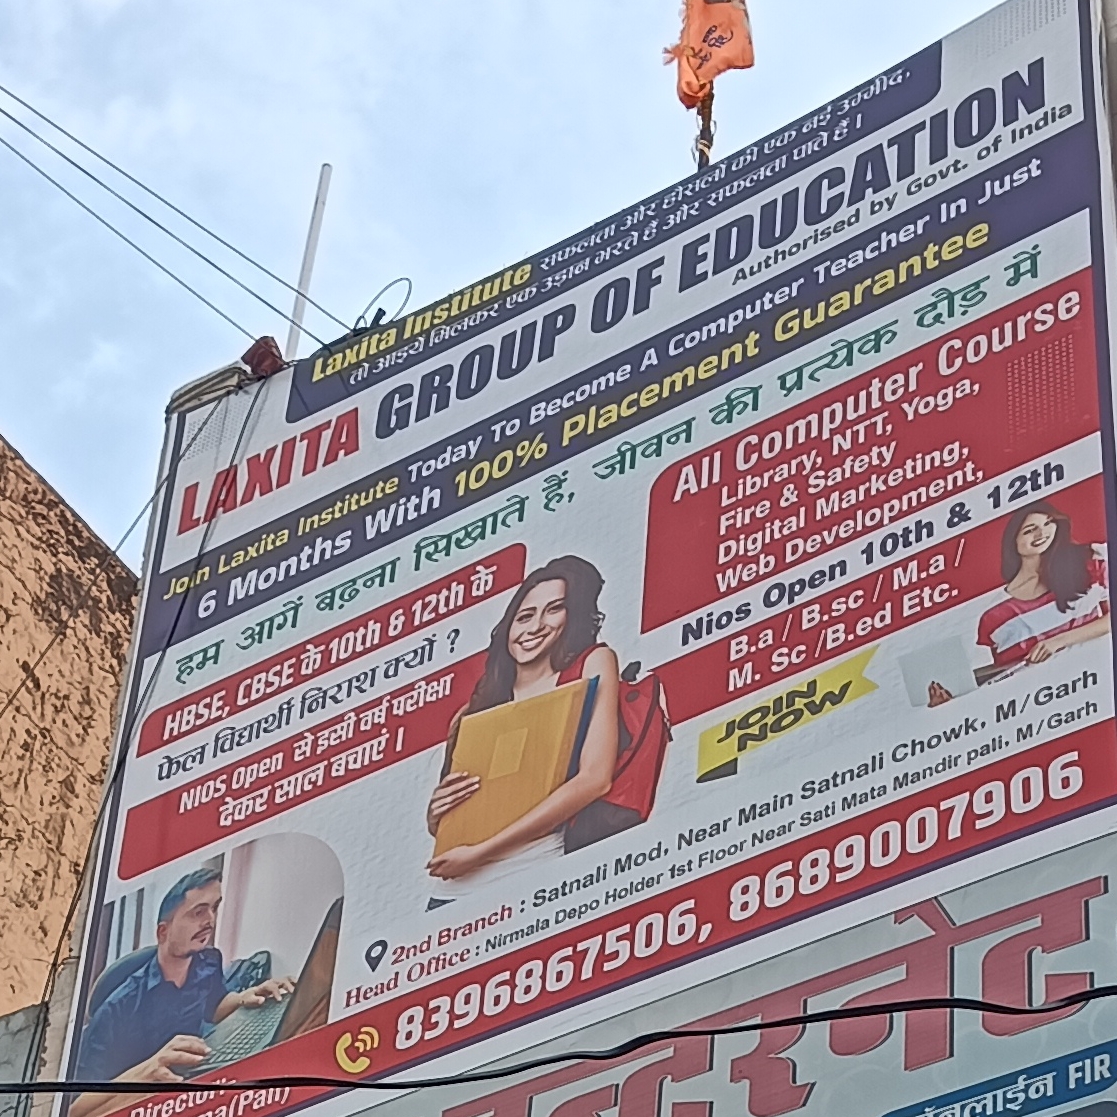 Laxita Institute सफलता और हौसलों की एक नई उम्मीद,
तो आइये मिलकर एक उड़ान भरते हैं और सफलता पाते हैं।
LAXITA GROUP OF EDUCATION
Authorised by Govt. of India
Join Laxita Institute Today To Become A Computer Teacher In Just
6 Months With 100% Placement Guarantee
हम आगें बढ़ना सिखाते हैं, जीवन की प्रत्येक दौड़ में
HBSE, CBSE के 10th & 12th के
फेल विद्यार्थी निराश क्यों ?
NIOS Open से इसी वर्ष परीक्षा
देकर साल बचाएं।
All Computer Course
Library, NTT, Yoga,
Fire & Safety
Digital Marketing,
Web Development,
Nios Open 10th & 12th
B.a / B.sc / M.a /
M. Sc /B.ed Etc.
JOIN
NOW
2nd Branch : Satnali Mod, Near Main Satnali Chowk, M/Garh
Head Office : Nirmala Depo Holder 1st Floor Near Sati Mata Mandir pali, M/Garh
8396867506, 8689007906
Director:-
(Pali)
FIR